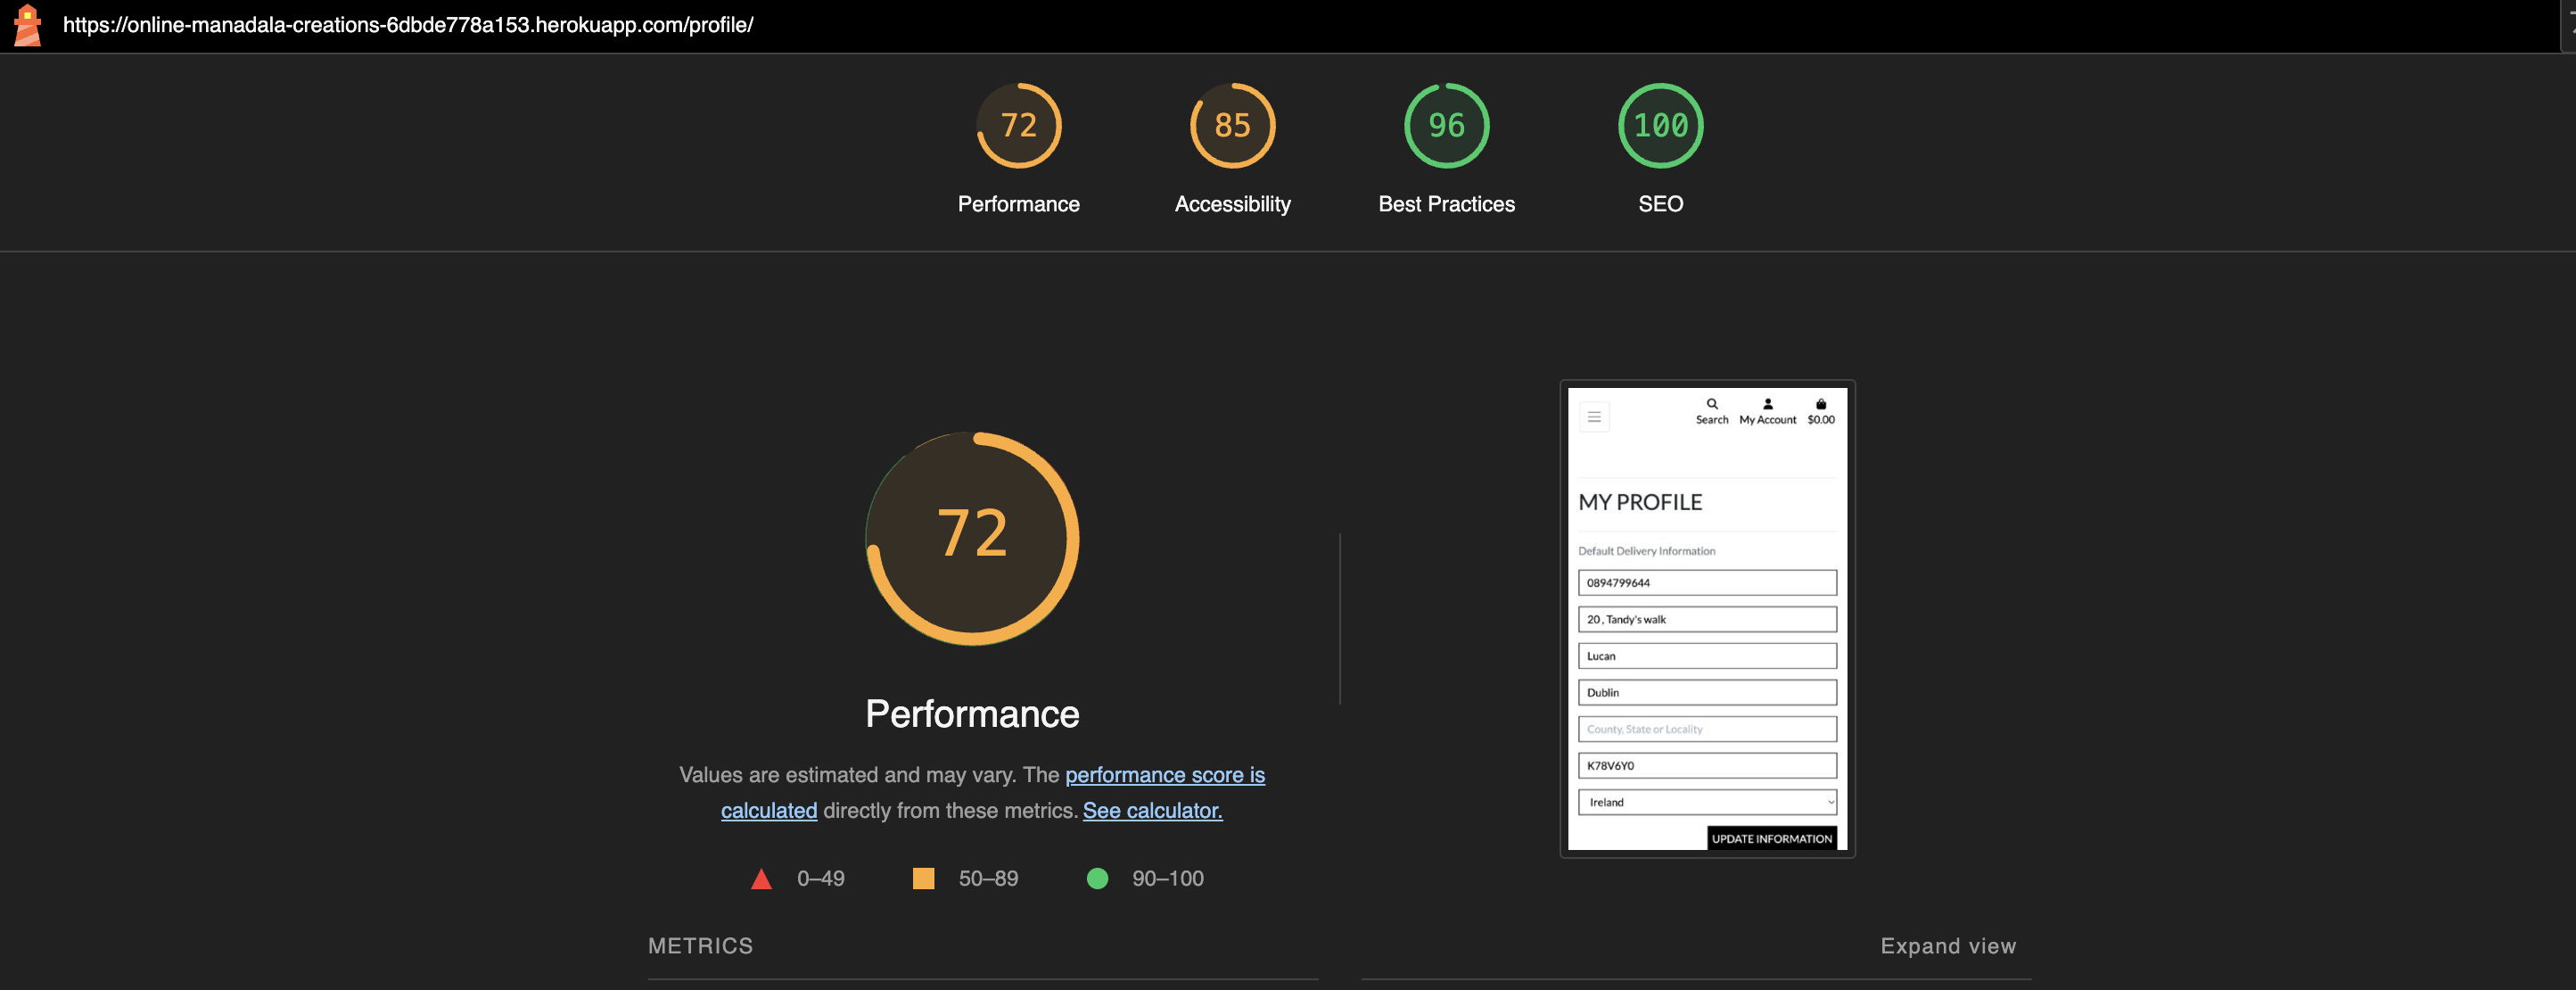 https://online-manadala-creations-6dbde778a153.herokuapp.com/profile/
72 85 96 100
Performance Accessibility Best Practices SEO
72
Performance
Values are estimated and may vary. The performance score is
calculated directly from these metrics. See calculator.
0–49 50–89 90–100
METRICS
Search My Account $0.00
MY PROFILE
Default Delivery Information
0894799644
20 , Tandy's walk
Lucan
Dublin
County, State or Locality
K78V6Y0
Ireland
UPDATE INFORMATION
Expand view